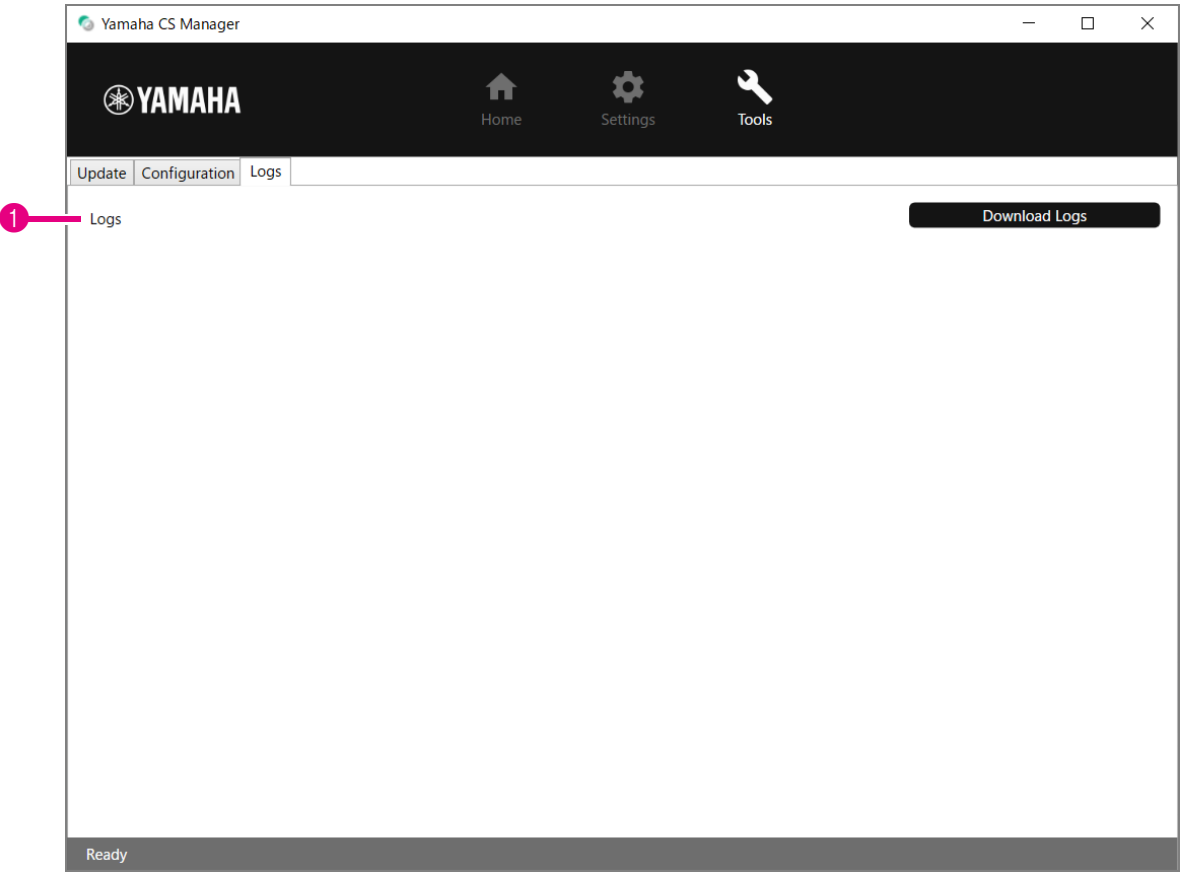 Yamaha CS Manager
YAMAHA
Home Settings Tools
Update Configuration Logs
1 Logs Download Logs
Ready